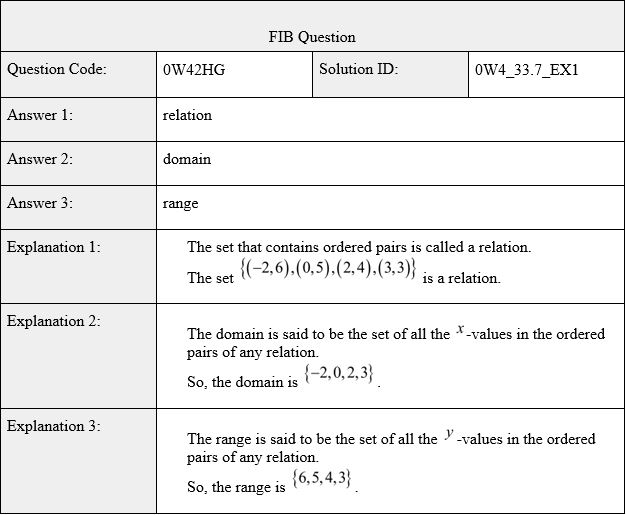 FIB Question
Question Code: 0W42HG Solution ID: 0W4_33.7_EX1
Answer 1: relation
Answer 2: domain
Answer 3: range
Explanation 1: The set that contains ordered pairs is called a relation.
The set {(−2,6),(0,5),(2,4),(3,3)} is a relation.
Explanation 2: The domain is said to be the set of all the x-values in the ordered
pairs of any relation.
So, the domain is {−2,0,2,3}.
Explanation 3: The range is said to be the set of all the y-values in the ordered
pairs of any relation.
So, the range is {6,5,4,3}.